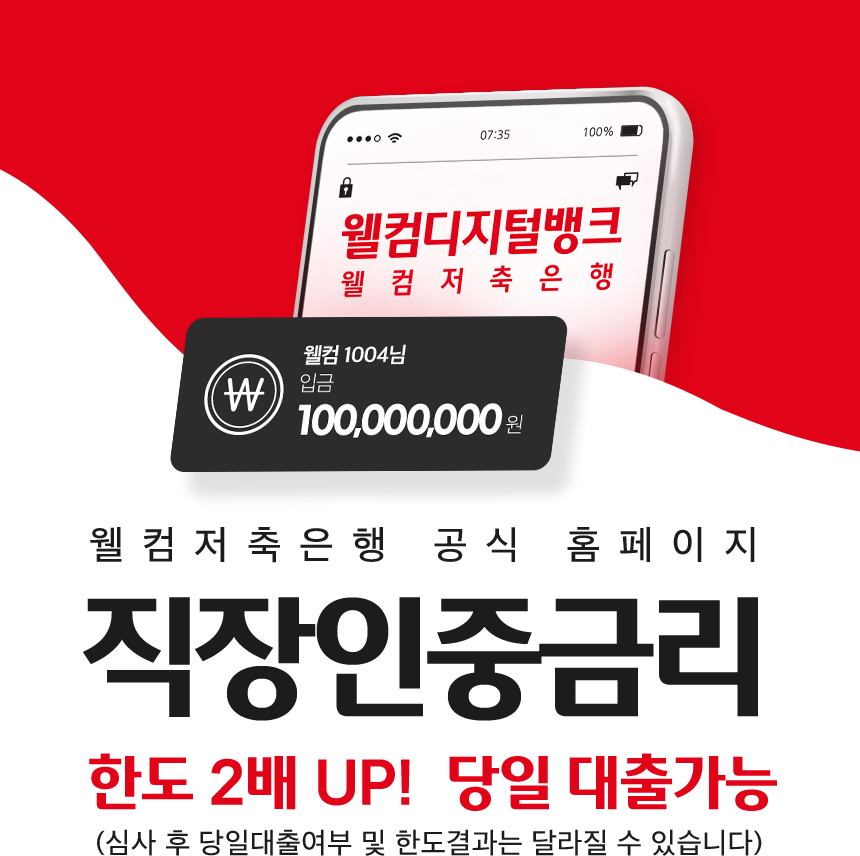 07:35
100%
웰컴디지털뱅크
웰컴저축은행
웰컴 1004님
입금
₩
100,000,000 원
웰컴저축은행 공식 홈페이지
직장인중금리
한도 2배 UP! 당일 대출가능
(심사 후 당일대출여부 및 한도결과는 달라질 수 있습니다)